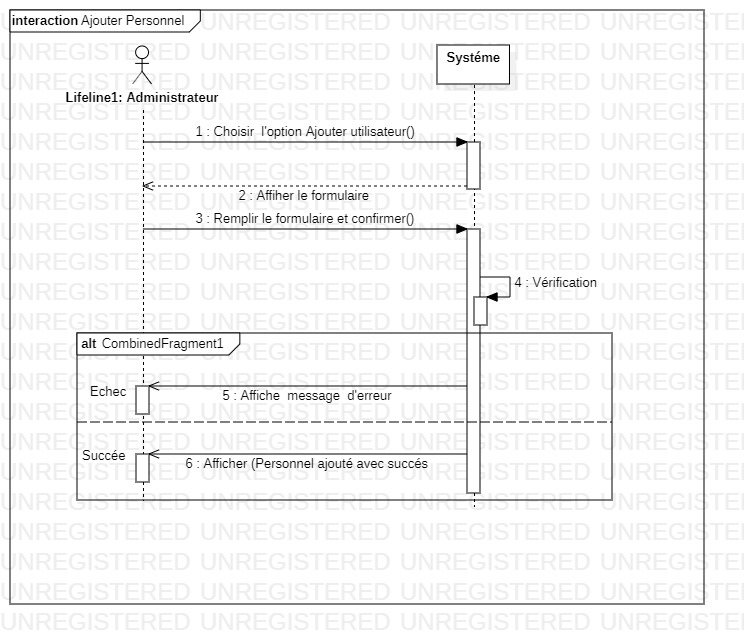 interaction Ajouter Personnel
Systéme
Lifeline1: Administrateur
1 : Choisir l'option Ajouter utilisateur()
2 : Affiher le formulaire
3 : Remplir le formulaire et confirmer()
4 : Vérification
alt CombinedFragment1
Echec
5 : Affiche message d'erreur
Succée
6 : Afficher (Personnel ajouté avec succés
UNREGISTERED UNREGISTERED UNREGISTERED UNREGISTERED